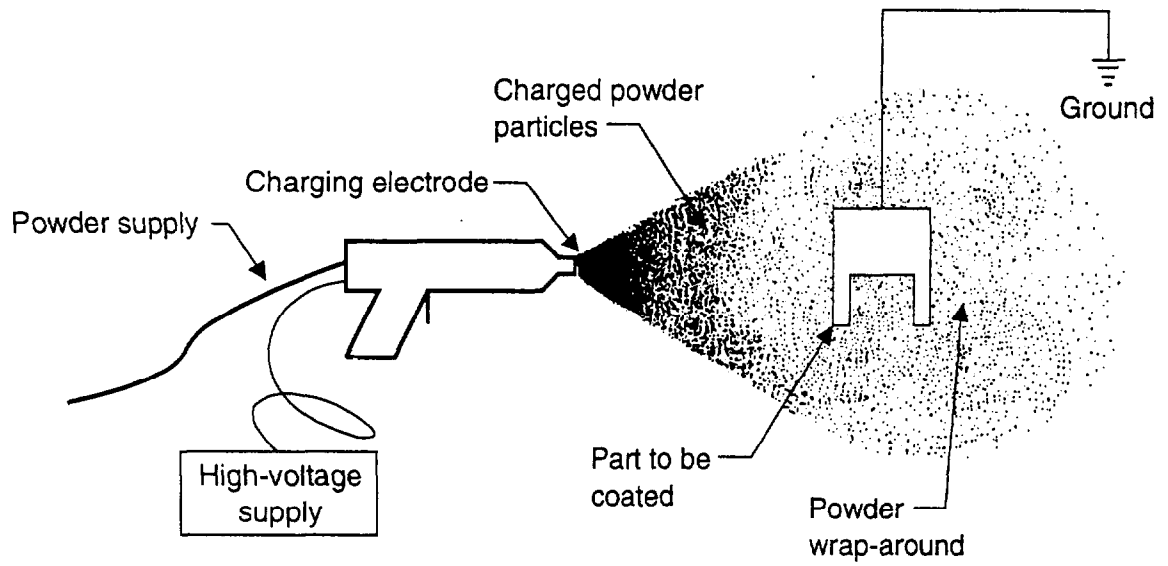 Charged powder
particles
Ground
Charging electrode
Powder supply
High-voltage
supply
Part to be
coated
Powder
wrap-around